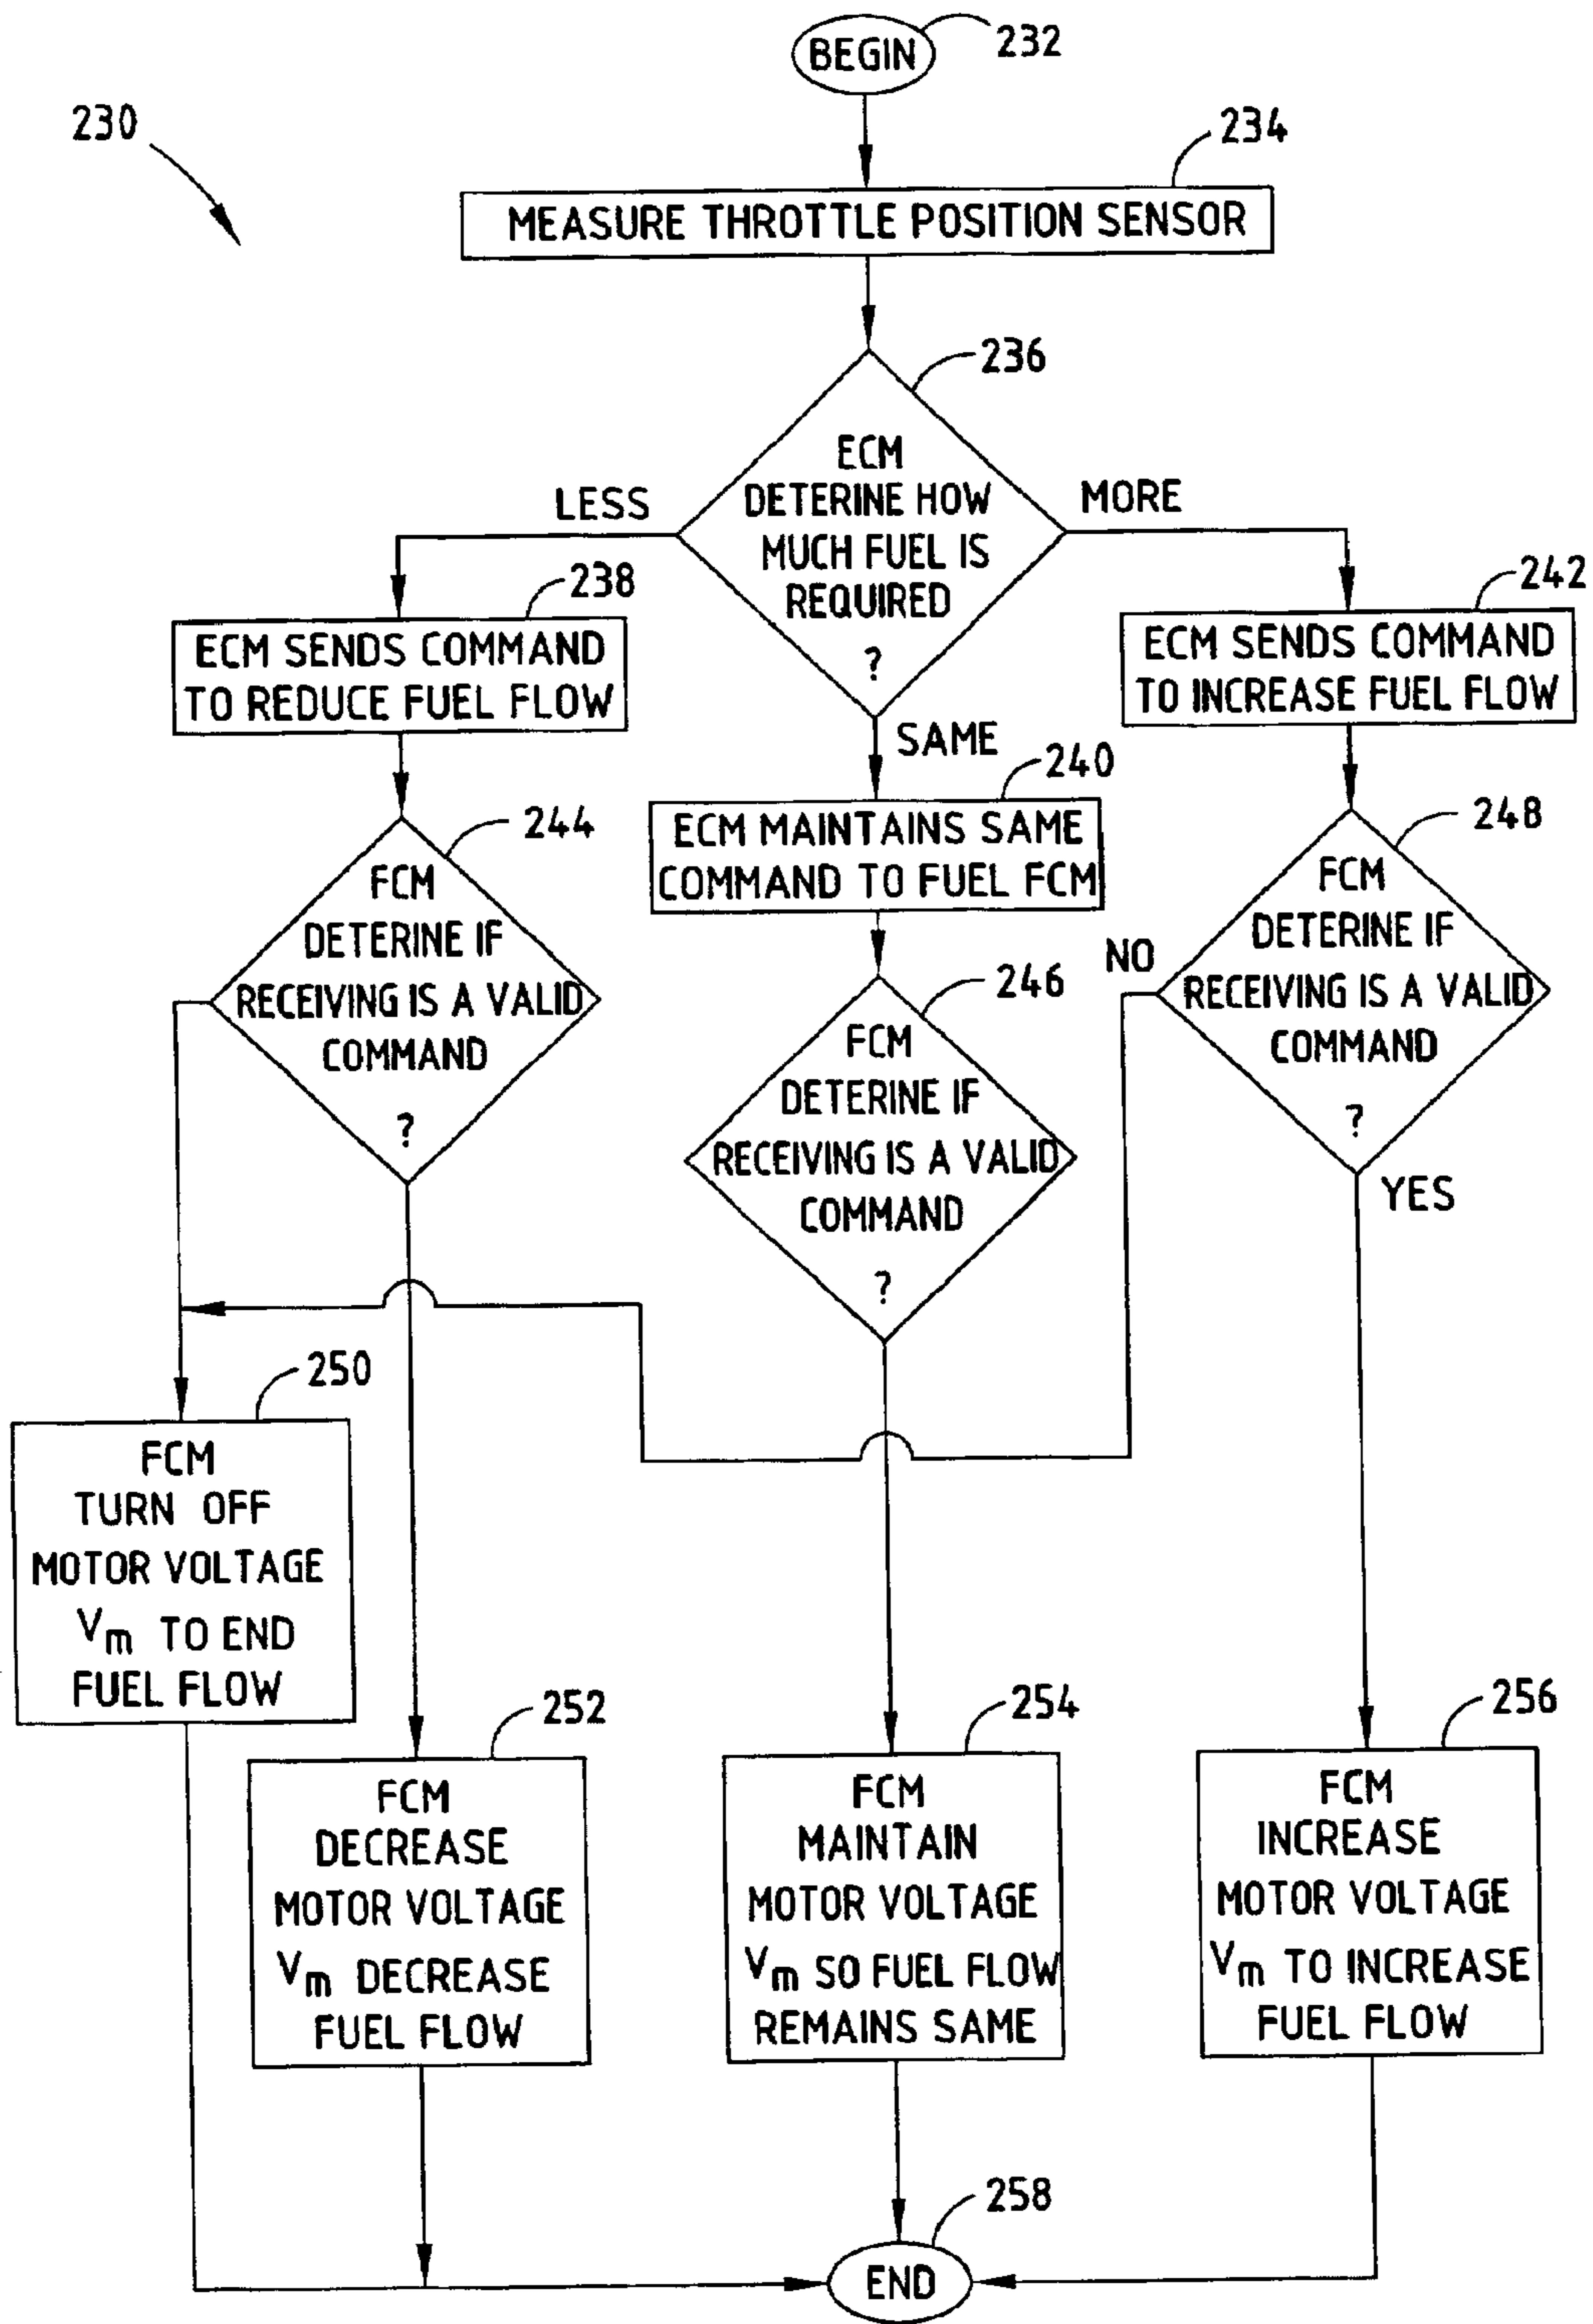 BEGIN
232
230
234
MEASURE THROTTLE POSITION SENSOR
236
ECM
DETERINE HOW
MUCH FUEL IS
REQUIRED
?
LESS
MORE
SAME
238
ECM SENDS COMMAND
TO REDUCE FUEL FLOW
242
ECM SENDS COMMAND
TO INCREASE FUEL FLOW
240
ECM MAINTAINS SAME
COMMAND TO FUEL FCM
244
FCM
DETERINE IF
RECEIVING IS A VALID
COMMAND
?
246
FCM
DETERINE IF
RECEIVING IS A VALID
COMMAND
?
248
FCM
DETERINE IF
RECEIVING IS A VALID
COMMAND
?
NO
YES
250
FCM
TURN OFF
MOTOR VOLTAGE
Vm TO END
FUEL FLOW
252
FCM
DECREASE
MOTOR VOLTAGE
Vm DECREASE
FUEL FLOW
254
FCM
MAINTAIN
MOTOR VOLTAGE
Vm SO FUEL FLOW
REMAINS SAME
256
FCM
INCREASE
MOTOR VOLTAGE
Vm TO INCREASE
FUEL FLOW
258
END